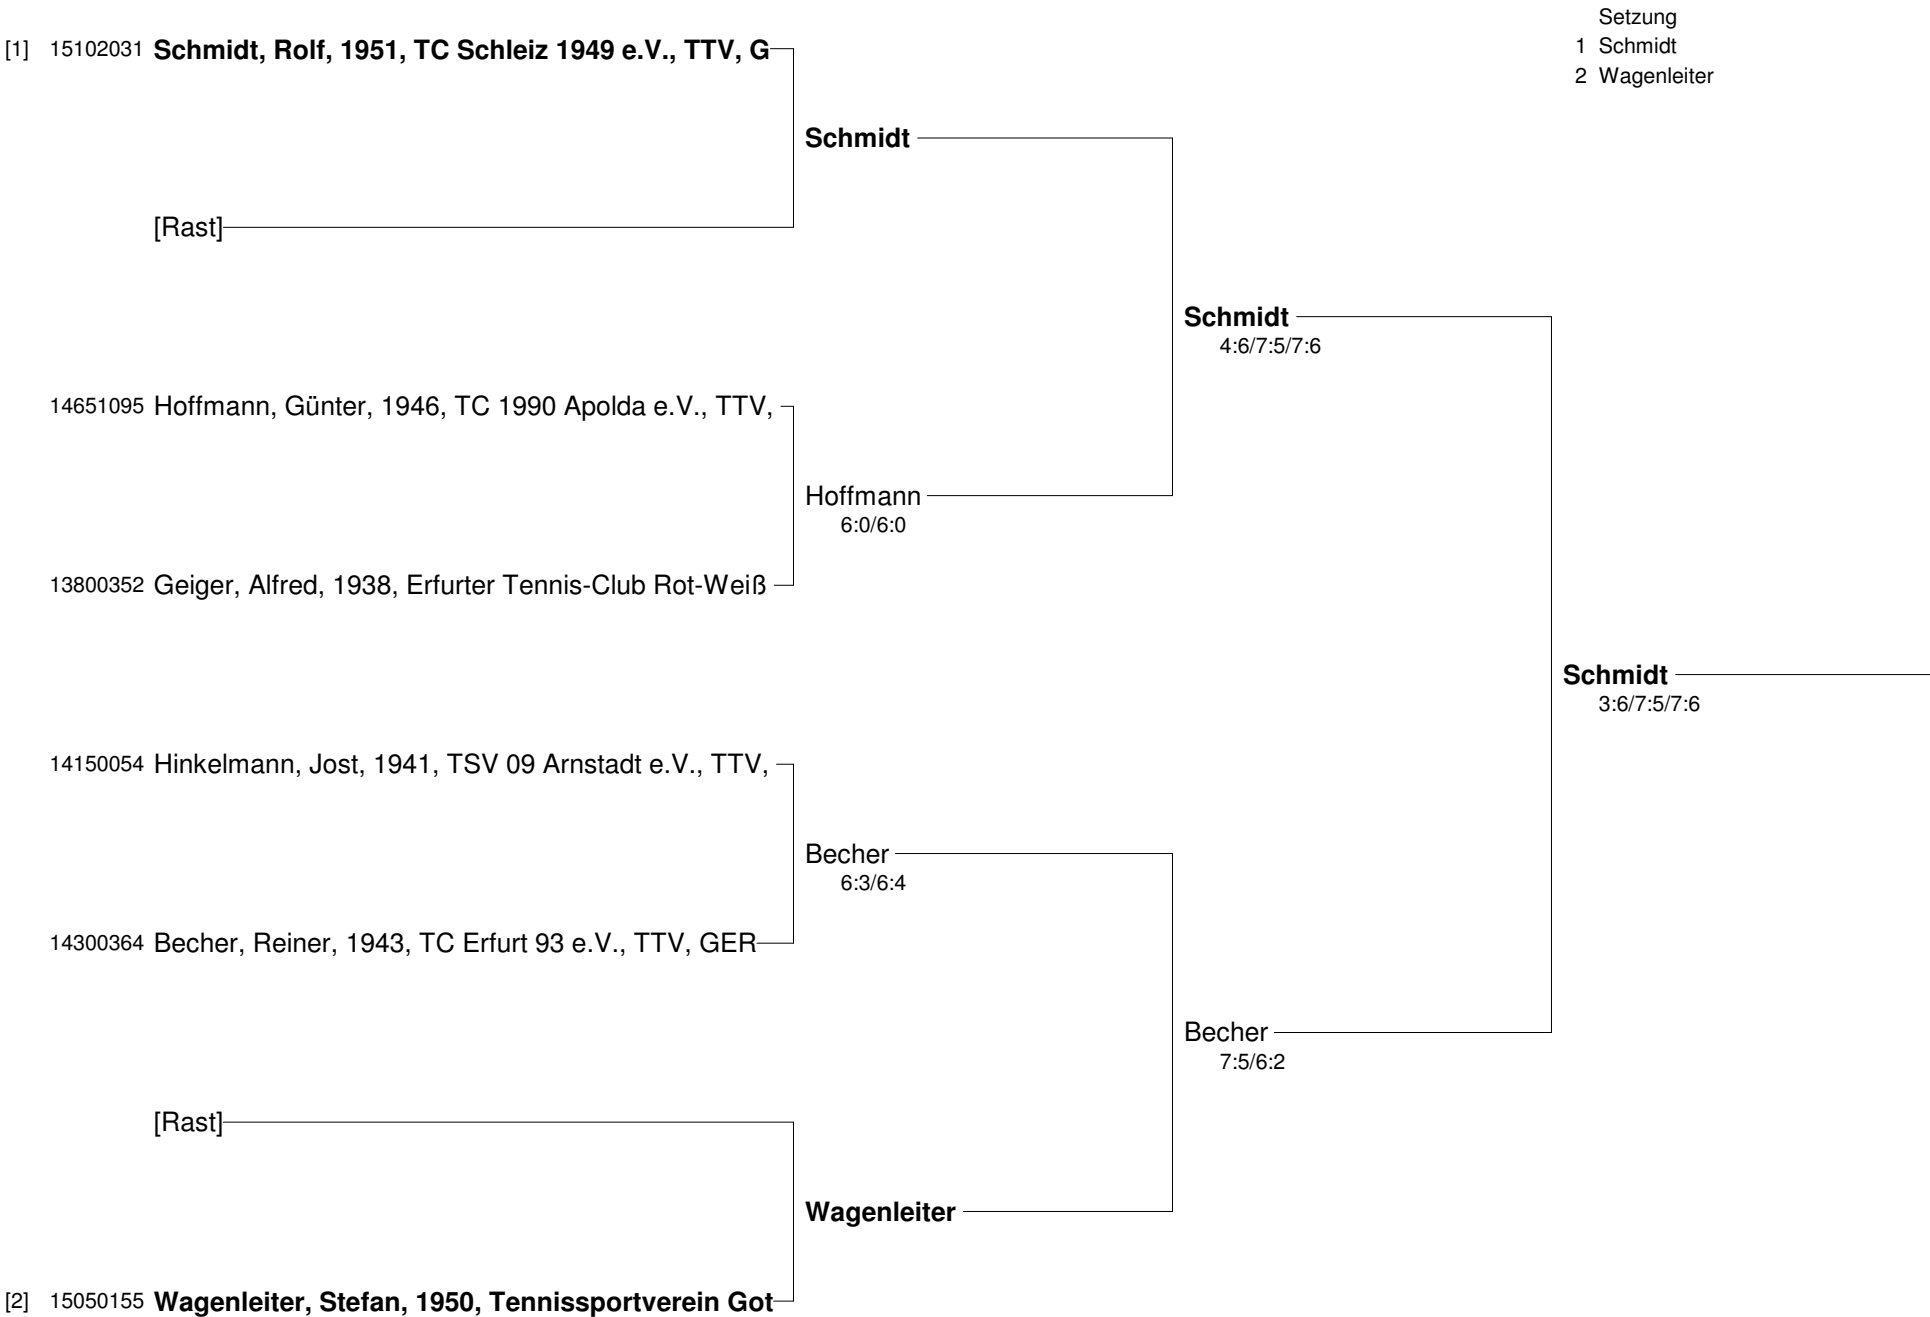 Setzung
1 Schmidt
2 Wagenleiter
[1] 15102031 Schmidt, Rolf, 1951, TC Schleiz 1949 e.V., TTV, G
Schmidt
[Rast]
Schmidt
4:6/7:5/7:6
14651095 Hoffmann, Günter, 1946, TC 1990 Apolda e.V., TTV,
Hoffmann
6:0/6:0
13800352 Geiger, Alfred, 1938, Erfurter Tennis-Club Rot-Weiß
Schmidt
3:6/7:5/7:6
14150054 Hinkelmann, Jost, 1941, TSV 09 Arnstadt e.V., TTV,
Becher
6:3/6:4
14300364 Becher, Reiner, 1943, TC Erfurt 93 e.V., TTV, GER
Becher
7:5/6:2
[Rast]
Wagenleiter
[2] 15050155 Wagenleiter, Stefan, 1950, Tennissportverein Got